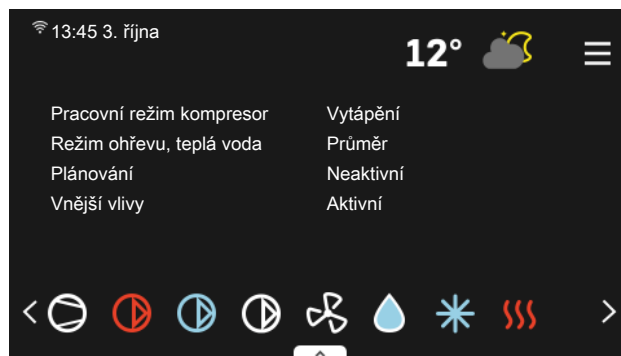 13:45 3. října
12°
Pracovní režim kompresor Vytápění
Režim ohřevu, teplá voda Průměr
Plánování Neaktivní
Vnější vlivy Aktivní